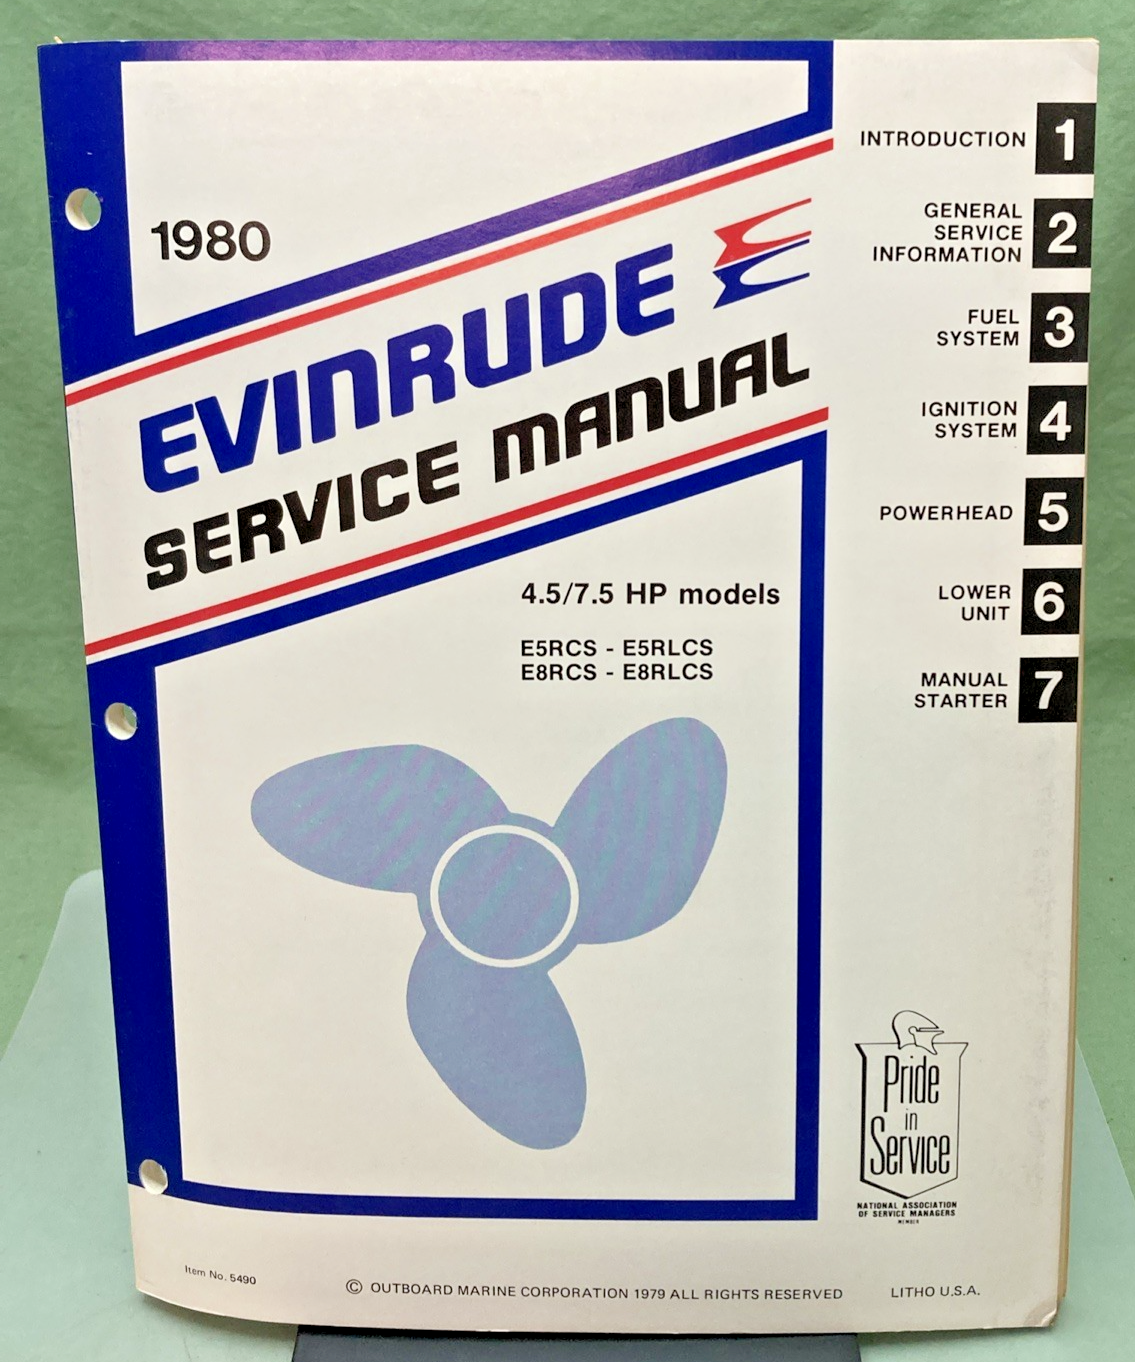 1980
EVINRUDE
SERVICE MANUAL
4.5/7.5 HP models
E5RCS - E5RLCS
E8RCS - E8RLCS
INTRODUCTION 1
GENERAL
SERVICE
INFORMATION 2
FUEL
SYSTEM 3
IGNITION
SYSTEM 4
POWERHEAD 5
LOWER
UNIT 6
MANUAL
STARTER 7
Pride
in
Service
NATIONAL ASSOCIATION
OF SERVICE MANAGERS
MEMBER
Item No. 5490
© OUTBOARD MARINE CORPORATION 1979 ALL RIGHTS RESERVED
LITHO U.S.A.